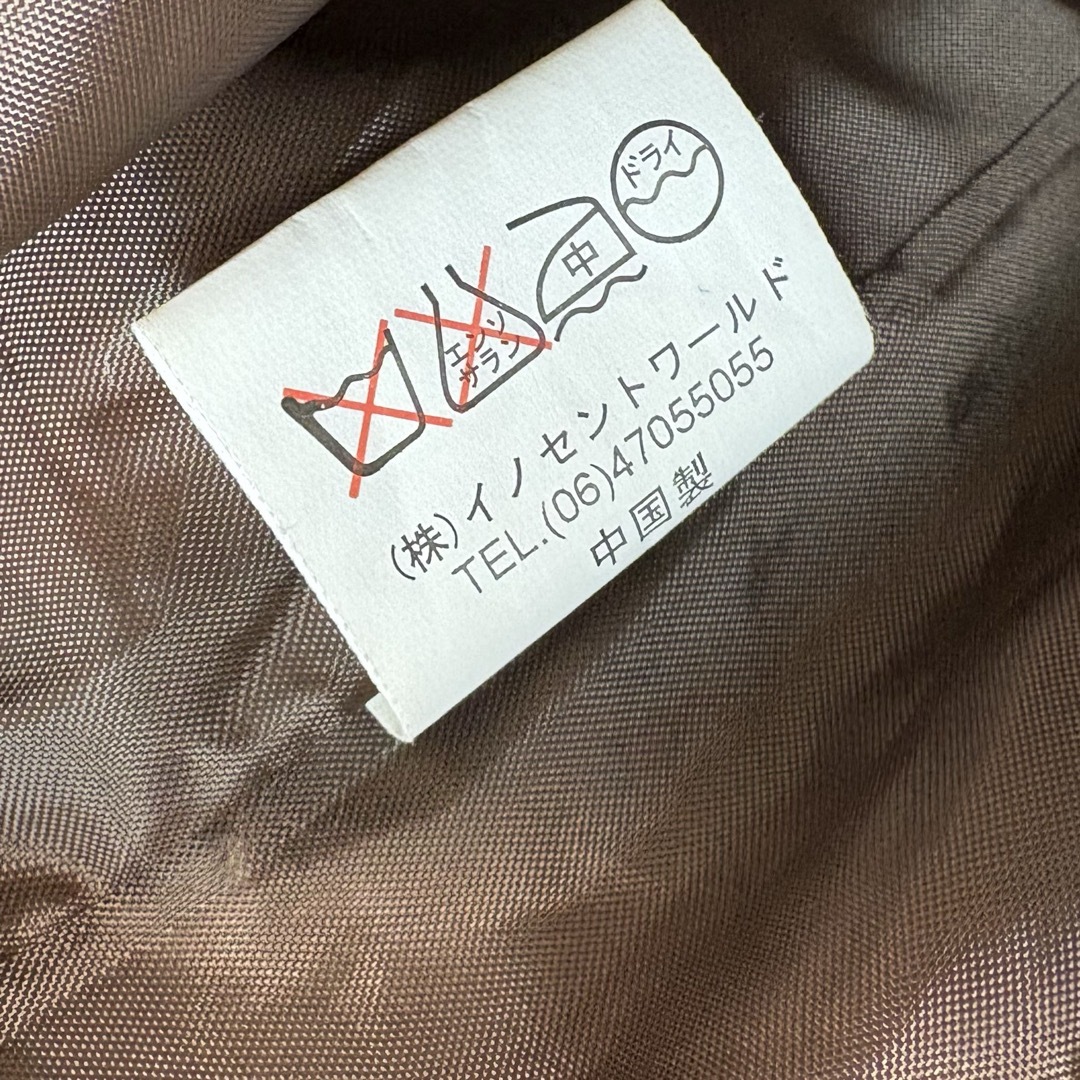 エンソ
サラシ
中
ドライ
(株)イノセントワールド
TEL.(06)47055055
中国製